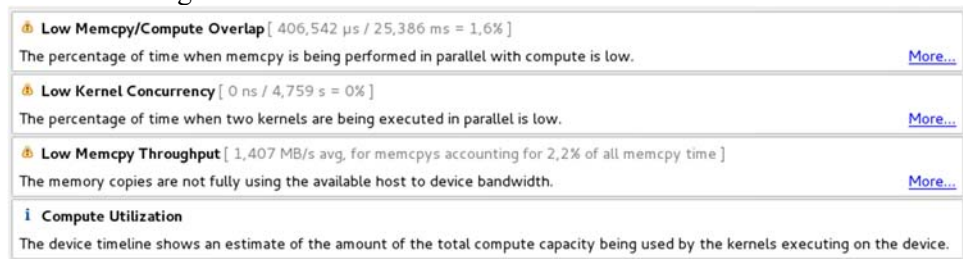 Low Memcpy/Compute Overlap [ 406,542 µs / 25,386 ms = 1,6% ]
The percentage of time when memcpy is being performed in parallel with compute is low. More...
Low Kernel Concurrency [ 0 ns / 4,759 s = 0% ]
The percentage of time when two kernels are being executed in parallel is low. More...
Low Memcpy Throughput [ 1,407 MB/s avg, for memcpys accounting for 2,2% of all memcpy time ]
The memory copies are not fully using the available host to device bandwidth. More...
i Compute Utilization
The device timeline shows an estimate of the amount of the total compute capacity being used by the kernels executing on the device.